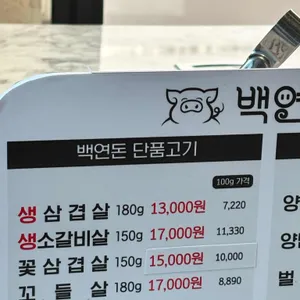 백연
백연돈 단품고기
100g 가격
생 삼 겹 살 180g 13,000원 7,220
생소갈비살 150g 17,000원 11,330
꽃 삼 겹 살 150g 15,000원 10,000
꼬 들 살 180g 17,000원 8,890
양
벌